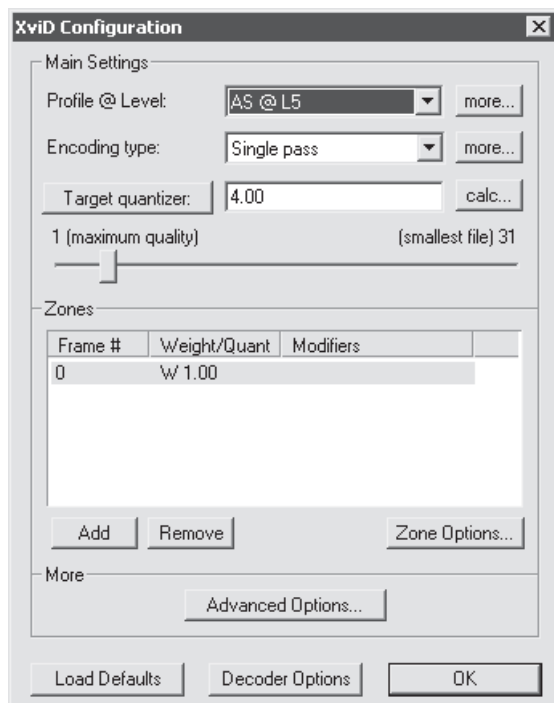 XviD Configuration
Main Settings
Profile @ Level: AS @ L5 more...
Encoding type: Single pass more...
Target quantizer: 4.00 calc...
1 (maximum quality) (smallest file) 31
Zones
Frame # Weight/Quant Modifiers
0 W 1.00
Add Remove Zone Options...
More
Advanced Options...
Load Defaults Decoder Options OK